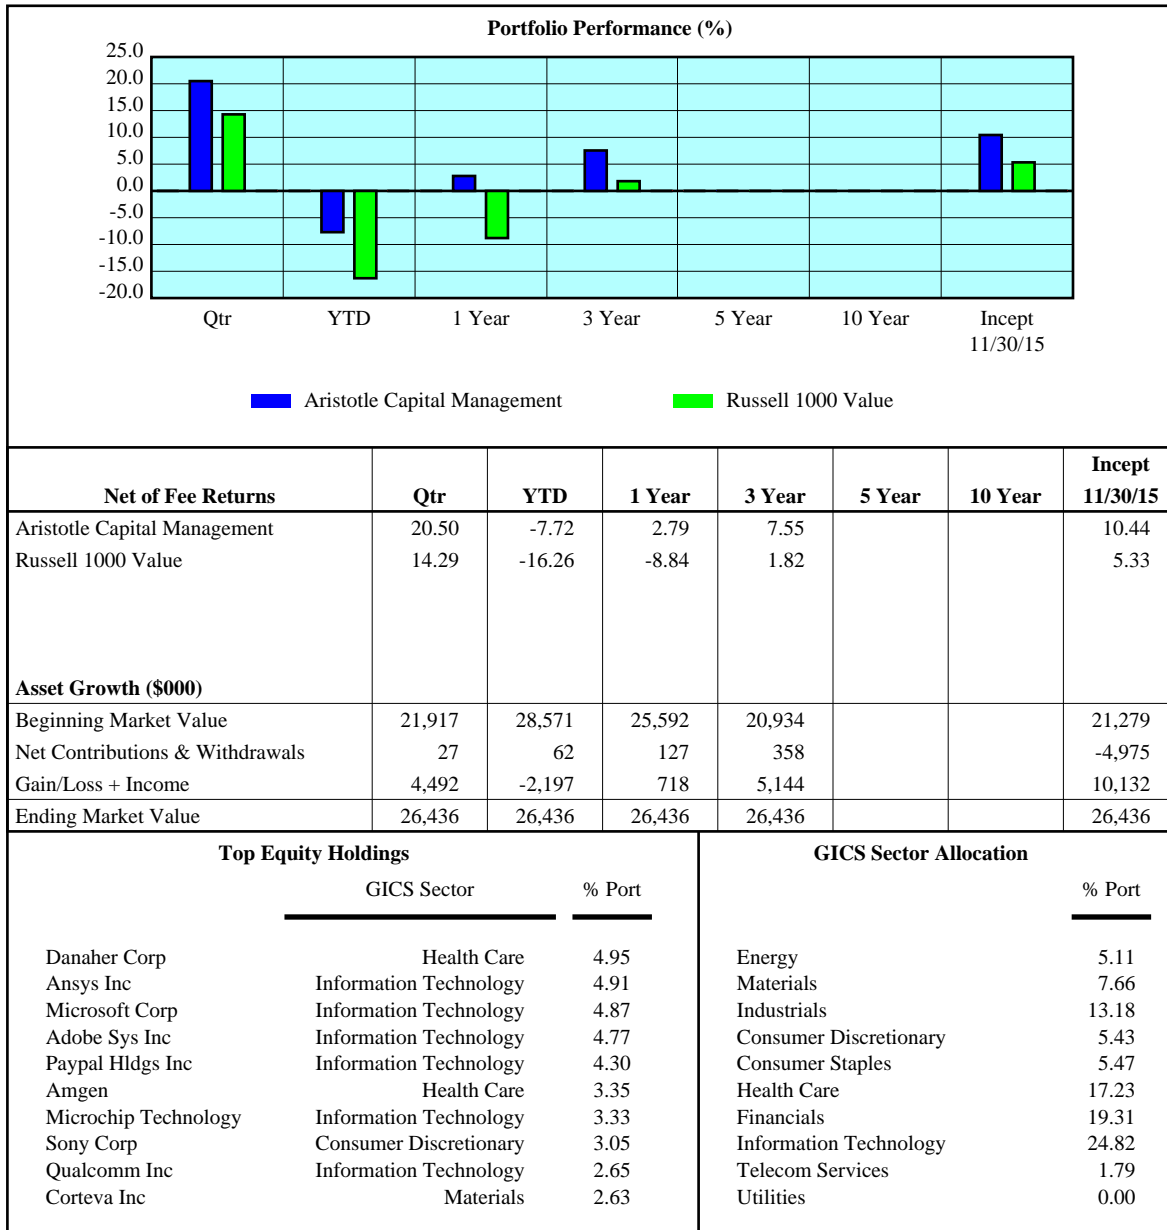 Portfolio Performance (%)
25.0
20.0
15.0
10.0
5.0
0.0
-5.0
-10.0
-15.0
-20.0
Qtr YTD 1 Year 3 Year 5 Year 10 Year Incept
11/30/15
Aristotle Capital Management Russell 1000 Value
Incept
Net of Fee Returns Qtr YTD 1 Year 3 Year 5 Year 10 Year 11/30/15
Aristotle Capital Management 20.50 -7.72 2.79 7.55 10.44
Russell 1000 Value 14.29 -16.26 -8.84 1.82 5.33
Asset Growth ($000)
Beginning Market Value 21,917 28,571 25,592 20,934 21,279
Net Contributions & Withdrawals 27 62 127 358 -4,975
Gain/Loss + Income 4,492 -2,197 718 5,144 10,132
Ending Market Value 26,436 26,436 26,436 26,436 26,436
Top Equity Holdings
GICS Sector % Port
Danaher Corp Health Care 4.95
Ansys Inc Information Technology 4.91
Microsoft Corp Information Technology 4.87
Adobe Sys Inc Information Technology 4.77
Paypal Hldgs Inc Information Technology 4.30
Amgen Health Care 3.35
Microchip Technology Information Technology 3.33
Sony Corp Consumer Discretionary 3.05
Qualcomm Inc Information Technology 2.65
Corteva Inc Materials 2.63
GICS Sector Allocation
% Port
Energy 5.11
Materials 7.66
Industrials 13.18
Consumer Discretionary 5.43
Consumer Staples 5.47
Health Care 17.23
Financials 19.31
Information Technology 24.82
Telecom Services 1.79
Utilities 0.00